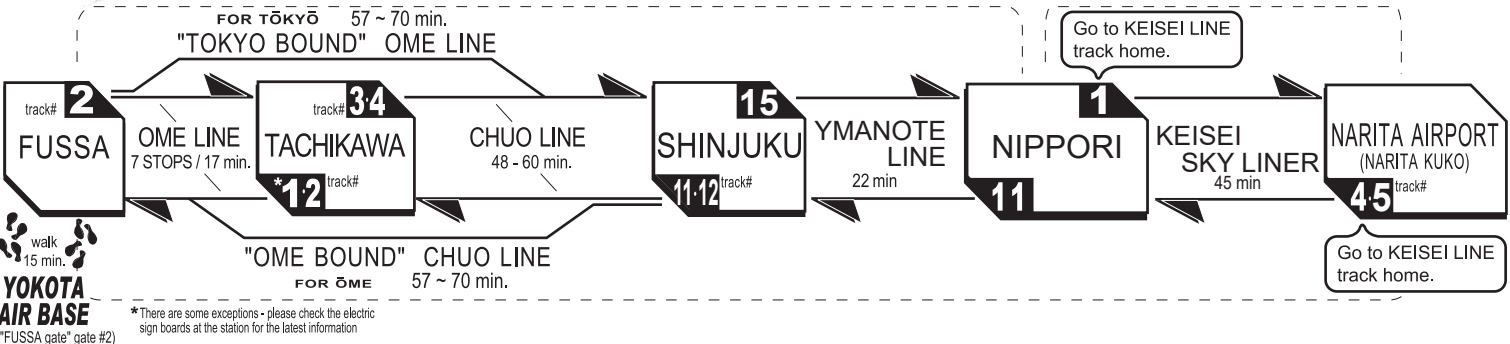 FOR TŌKYŌ 57 ~ 70 min.
"TOKYO BOUND" OME LINE
Go to KEISEI LINE
track home.
track# 2
FUSSA
OME LINE
7 STOPS / 17 min.
track# 3·4
TACHIKAWA
*1·2 track#
CHUO LINE
48 - 60 min.
15
SHINJUKU
11·12 track#
YMANOTE
LINE
22 min
1
NIPPORI
11
KEISEI
SKY LINER
45 min
NARITA AIRPORT
(NARITA KUKO)
4·5 track#
Go to KEISEI LINE
track home.
walk
15 min.
YOKOTA
AIR BASE
"FUSSA gate" gate #2)
"OME BOUND" CHUO LINE
FOR ŌME 57 ~ 70 min.
*There are some exceptions - please check the electric
sign boards at the station for the latest information